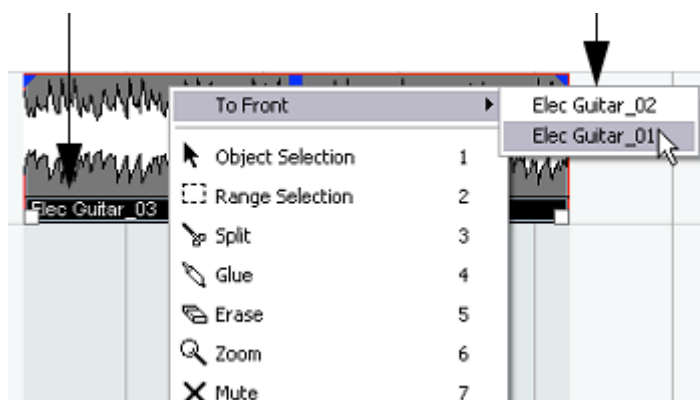 To Front
Elec Guitar_02
Elec Guitar_01
Object Selection 1
Range Selection 2
Elec Guitar_03
Split 3
Glue 4
Erase 5
Zoom 6
Mute 7